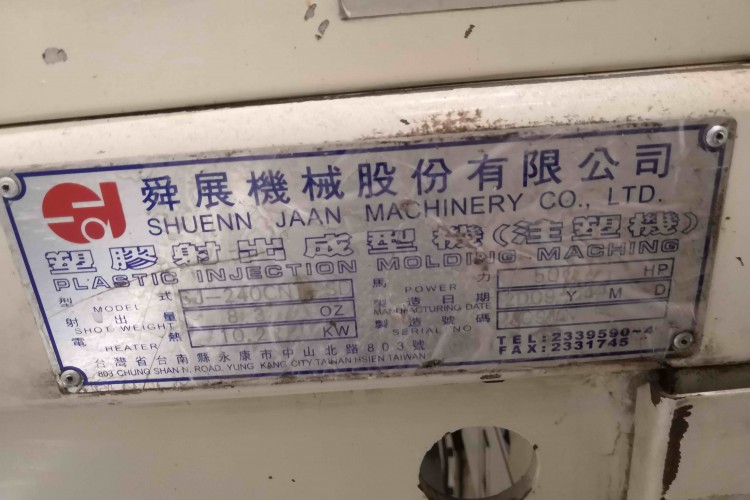 舜展機械股份有限公司
SHUENN JAAN MACHINERY CO., LTD.
塑膠射出成型機(注塑機)
PLASTIC INJECTION MOLDING MACHING
型式 馬力 HP
MODEL POWER
射出量 OZ 製造日期 2009 Y M D
SHOT WEIGHT MANUFACTURING DATE
電熱 10.2 KW 製造號碼
HEATER SERIAL NO
台灣省台南縣永康市中山北路803號 TEL:2339590~4
803 CHUNG SHAN N. ROAD. YUNG KANG CITY TAINAN HSIEN TAIWAN FAX:2331745